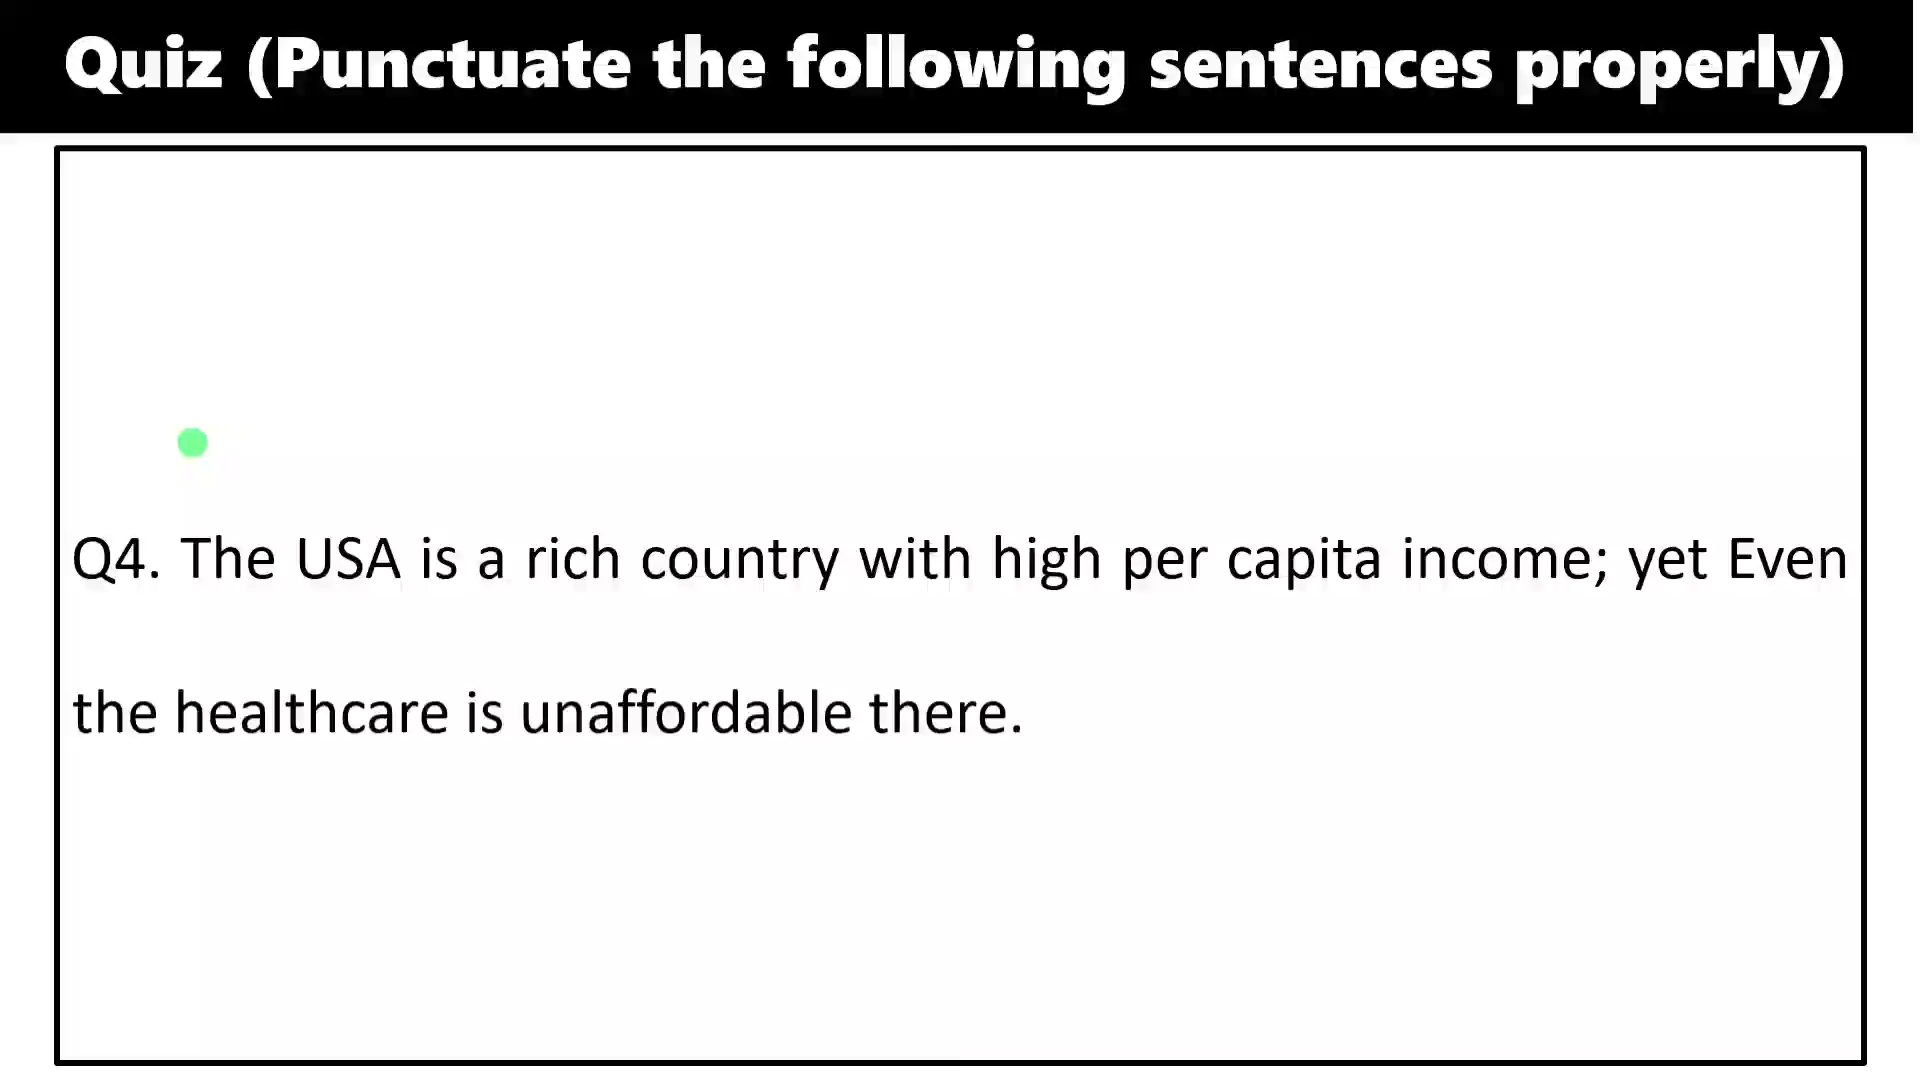 Quiz (Punctuate the following sentences properly)
Q4. The USA is a rich country with high per capita income; yet Even
the healthcare is unaffordable there.